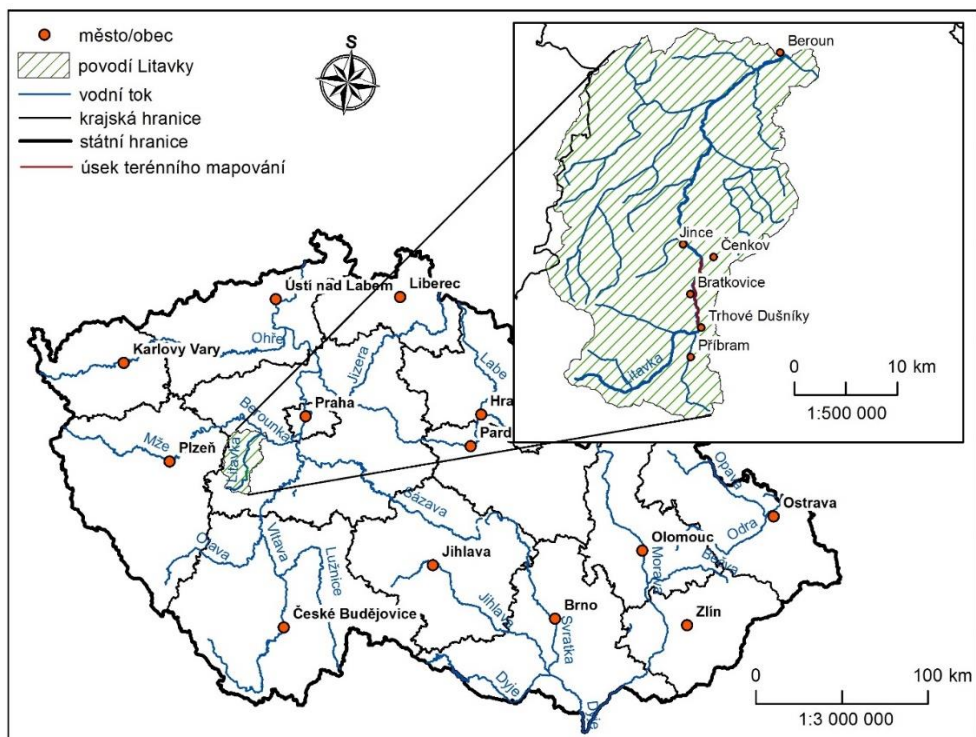 město/obec
povodí Litavky
vodní tok
krajská hranice
státní hranice
úsek terénního mapování
S
Beroun
Jince
Čenkov
Bratkovice
Trhové Dušníky
Příbram
Litavka
0 10 km
1:500 000
Ústí nad Labem
Liberec
Ohře
Karlovy Vary
Jizera
Labe
Praha
Hra
Berounka
Pard
Mže
Plzeň
Litavka
Sázava
Opava
Ostrava
Odra
Otava
Vltava
Lužnice
Jihlava
Olomouc
Bečva
Morava
Jihlava
České Budějovice
Brno
Svratka
Zlín
Dyje
Dyje
0 100 km
1:3 000 000